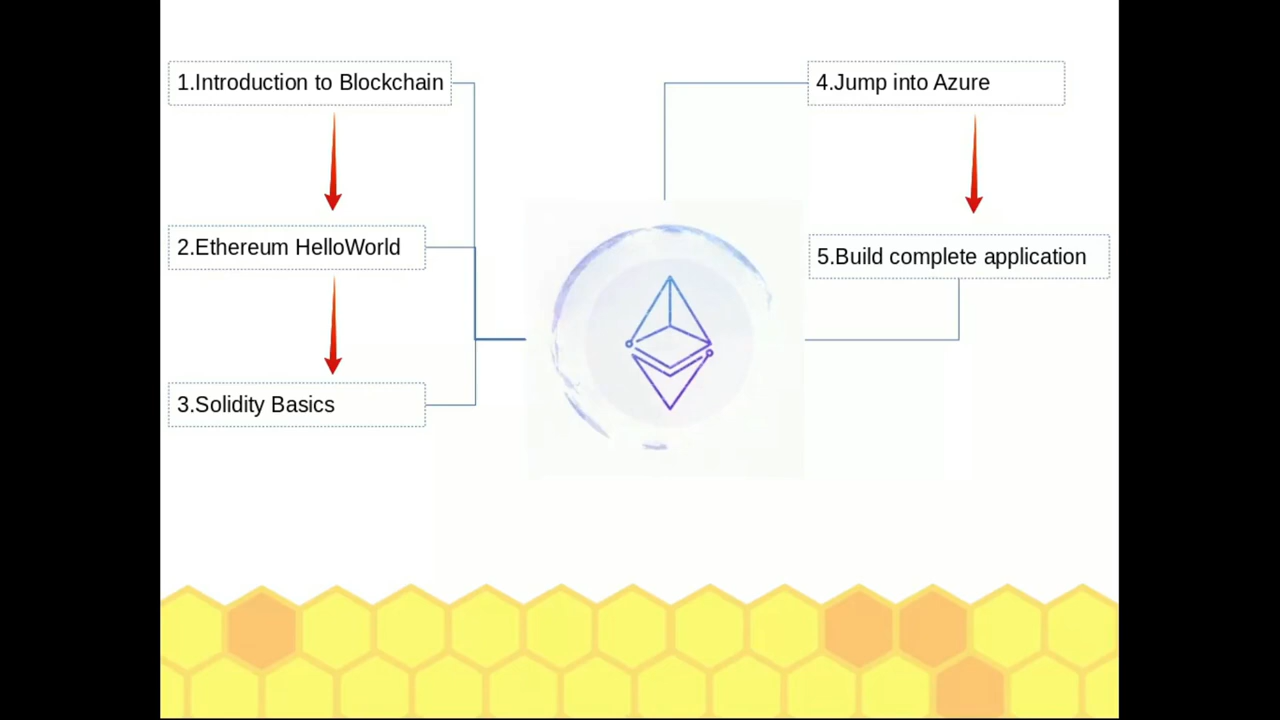 1.Introduction to Blockchain
2.Ethereum HelloWorld
3.Solidity Basics
4.Jump into Azure
5.Build complete application